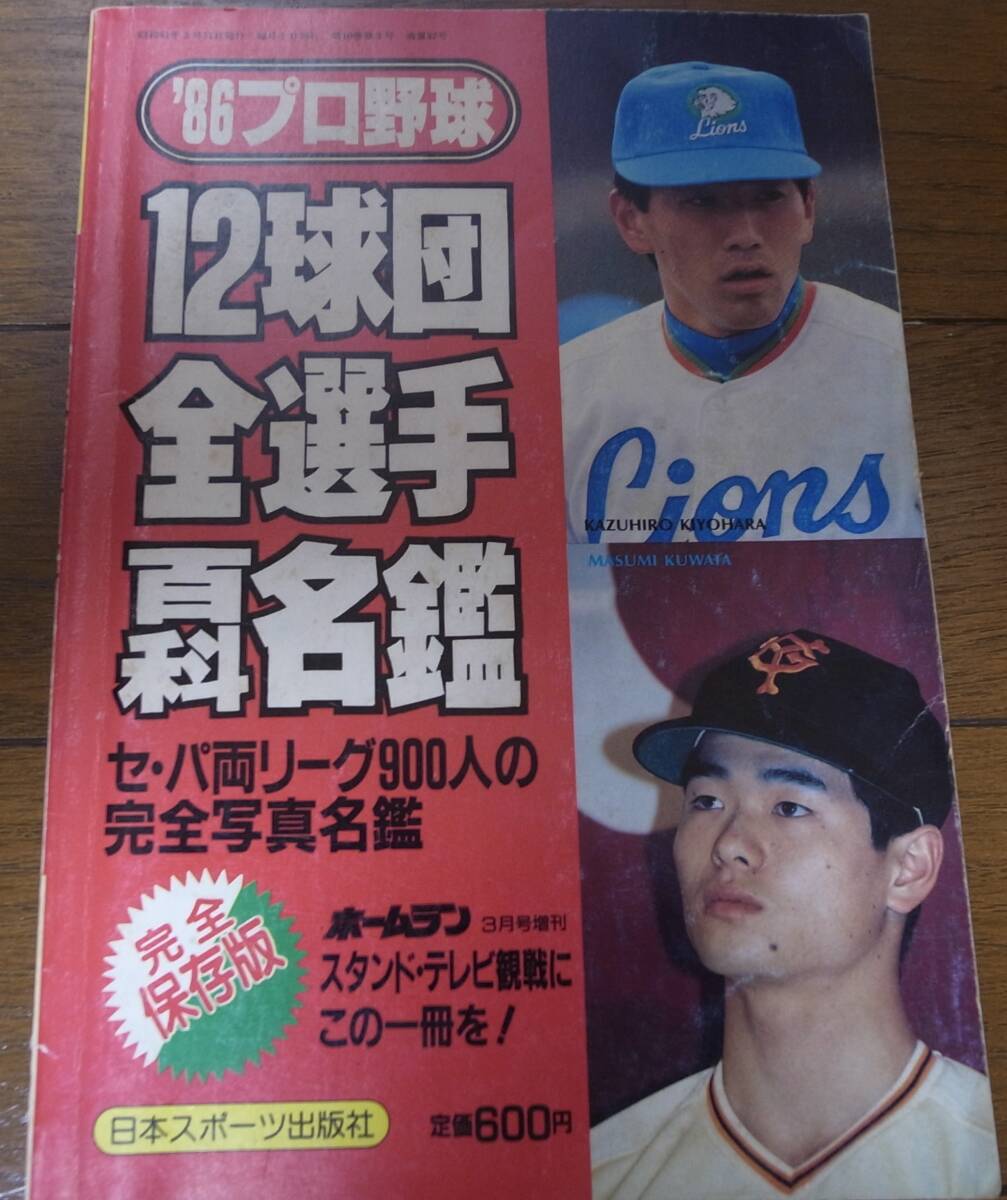 '86プロ野球
12球団
全選手
百科名鑑
セ・パ両リーグ900人の
完全写真名鑑
完全
保存版
ホームラン 3月号増刊
スタンド・テレビ観戦に
この一冊を!
日本スポーツ出版社
定価600円
Lions
Lions
KAZUHIRO KIYOHARA
MASUMI KUWATA